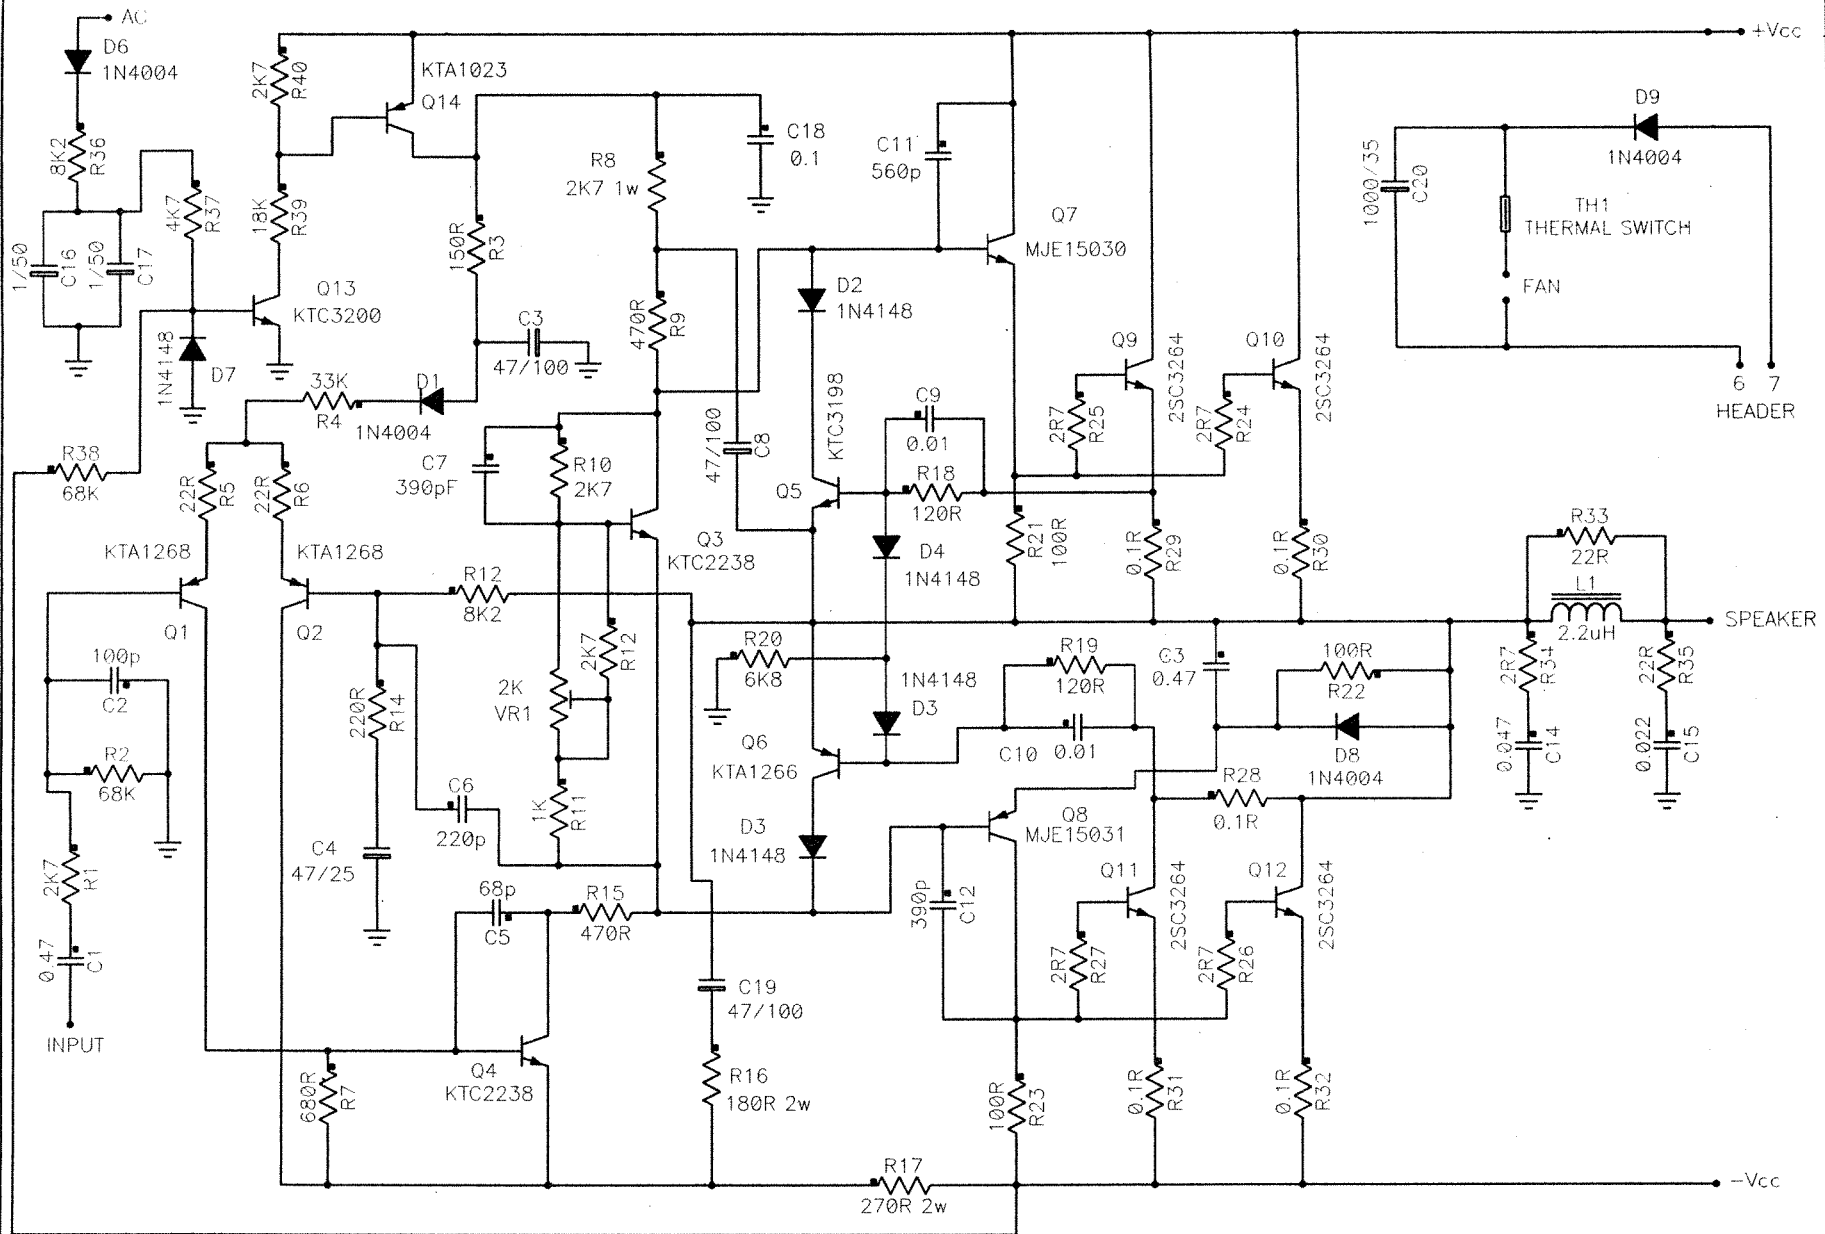 AC
+Vcc
D6
1N4004
2K7
R40
KTA1023
Q14
8K2
R36
C18
0.1
C11
560p
R8
2K7 1w
D9
1N4004
1000/35
C20
TH1
THERMAL SWITCH
FAN
6
7
HEADER
4K7
R37
18K
R39
1/50
C16
1/50
C17
Q13
KTC3200
150R
R3
Q7
MJE15030
D2
1N4148
470R
R9
C3
47/100
1N4148
D7
33K
R4
D1
1N4004
Q9
2SC3264
Q10
2SC3264
KTC3198
C9
0.01
2R7
R25
2R7
R24
R38
68K
22R
R5
22R
R6
C7
390pF
R10
2K7
47/100
C8
Q5
R18
120R
KTA1268
KTA1268
Q3
KTC2238
D4
1N4148
R21
100R
0.1R
R29
0.1R
R30
R33
22R
L1
2.2uH
SPEAKER
Q1
Q2
R12
8K2
2K7
R12
R20
6K8
R19
120R
C3
0.47
100R
R22
2R7
R34
22R
R35
100p
C2
2K
VR1
1N4148
D3
220R
R14
Q6
KTA1266
C10
0.01
D8
1N4004
0.047
C14
0.022
C15
R2
68K
R28
0.1R
C6
220p
1K
R11
D3
1N4148
Q8
MJE15031
C4
47/25
2K7
R1
68p
C5
R15
470R
390p
C12
Q11
2SC3264
Q12
2SC3264
0.47
C1
2R7
R27
2R7
R26
C19
47/100
INPUT
Q4
KTC2238
680R
R7
R16
180R 2w
100R
R23
0.1R
R31
0.1R
R32
R17
270R 2w
-Vcc